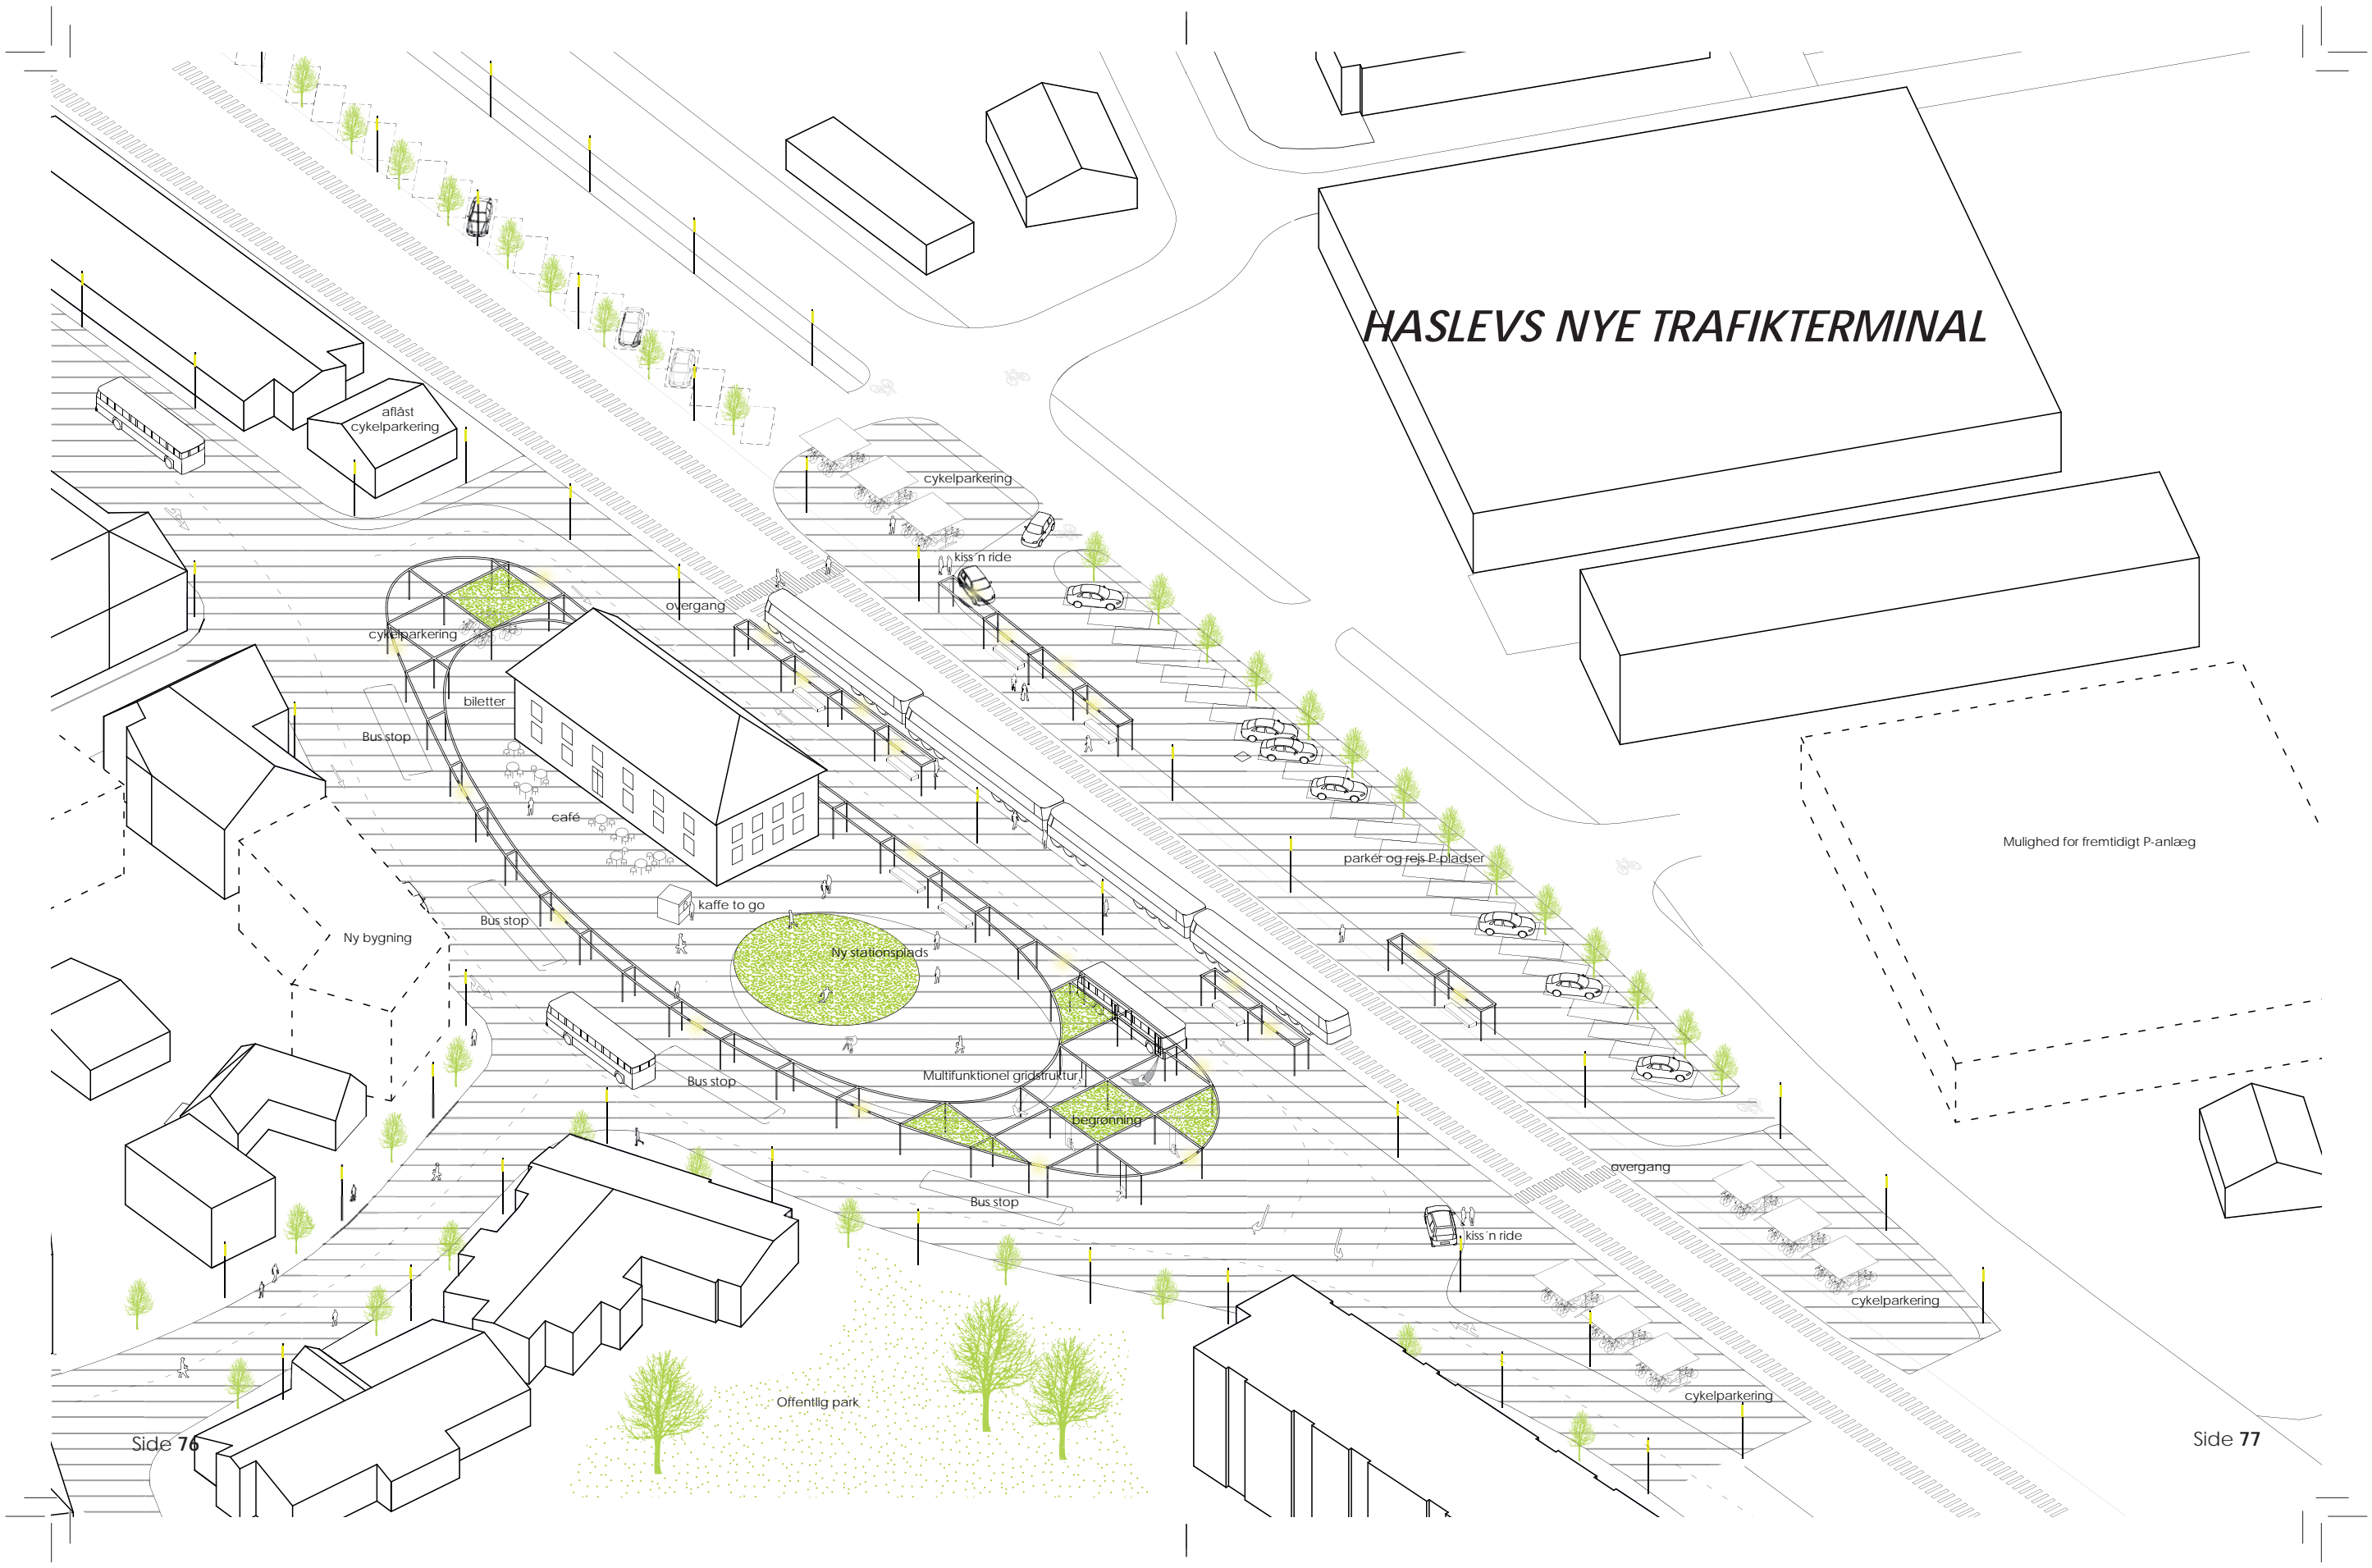 HASLEVS NYE TRAFIKTERMINAL
aflåst
cykelparkering
cykelparkering
kiss´n ride
overgang
cykelparkering
biletter
Bus stop
café
kaffe to go
Bus stop
Ny bygning
Ny stationsplads
parkér og rejs P-pladser
Mulighed for fremtidigt P-anlæg
Bus stop
Multifunktionel gridstruktur
begrønning
overgang
Bus stop
kiss´n ride
cykelparkering
cykelparkering
Offentlig park
Side 76
Side 77